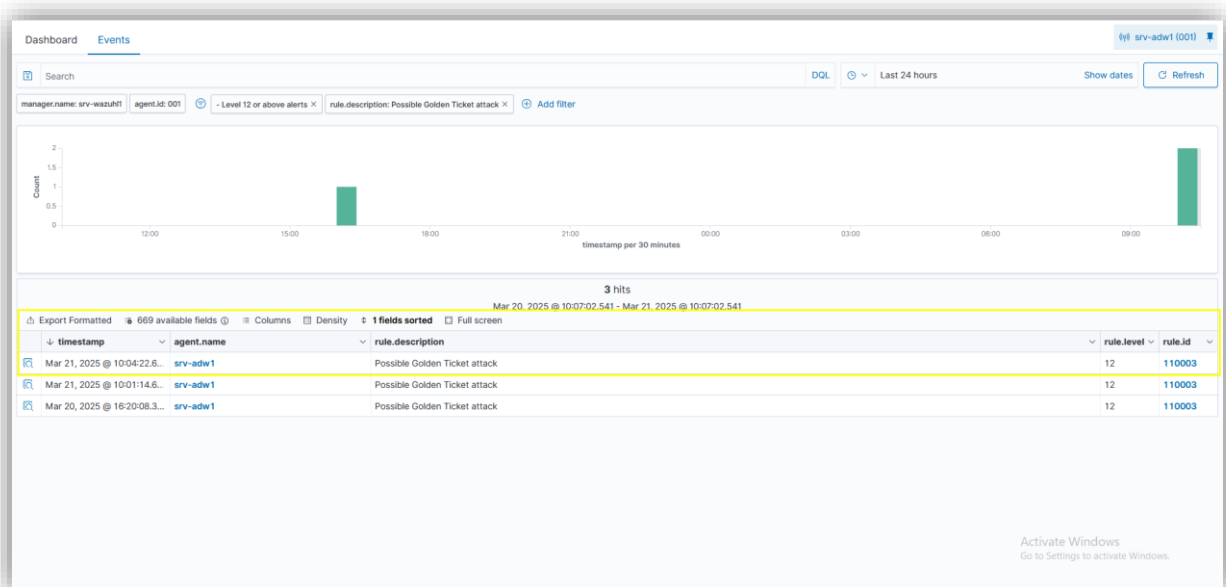 Dashboard Events
srv-adw1 (001)
Search DQL Last 24 hours Show dates Refresh
manager.name: srv-wazuhl1 agent.id: 001 - Level 12 or above alerts × rule.description: Possible Golden Ticket attack × Add filter
2
1.5
1
0.5
0
Count
12:00 15:00 18:00 21:00 00:00 03:00 06:00 09:00
timestamp per 30 minutes
3 hits
Mar 20, 2025 @ 10:07:02.541 - Mar 21, 2025 @ 10:07:02.541
Export Formatted 669 available fields Columns Density 1 fields sorted Full screen
timestamp agent.name rule.description rule.level rule.id
Mar 21, 2025 @ 10:04:22.6... srv-adw1 Possible Golden Ticket attack 12 110003
Mar 21, 2025 @ 10:01:14.6... srv-adw1 Possible Golden Ticket attack 12 110003
Mar 20, 2025 @ 16:20:08.3... srv-adw1 Possible Golden Ticket attack 12 110003
Activate Windows
Go to Settings to activate Windows.